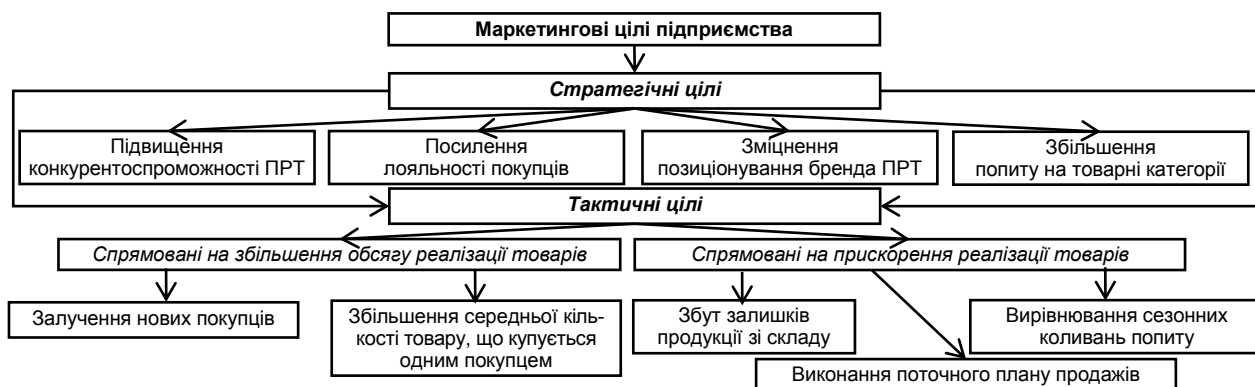 Маркетингові цілі підприємства
Стратегічні цілі
Підвищення
конкурентоспроможності ПРТ
Посилення
лояльності покупців
Зміцнення
позиціонування бренда ПРТ
Збільшення
попиту на товарні категорії
Тактичні цілі
Спрямовані на збільшення обсягу реалізації товарів
Спрямовані на прискорення реалізації товарів
Залучення нових покупців
Збільшення середньої кіль-
кості товару, що купується
одним покупцем
Збут залишків
продукції зі складу
Вирівнювання сезонних
коливань попиту
Виконання поточного плану продажів